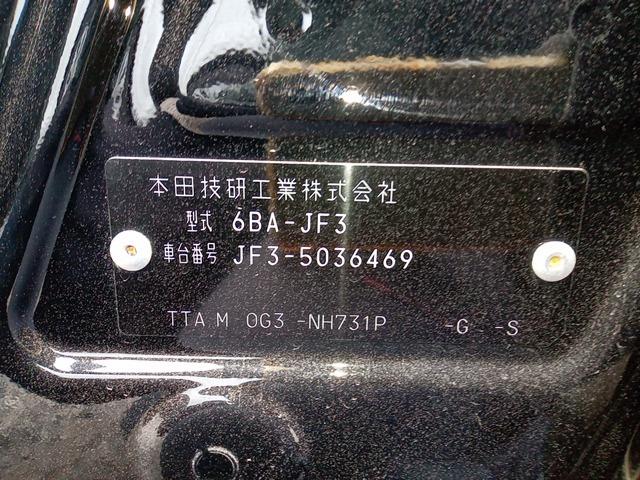 本田技研工業株式会社
型式 6BA-JF3
車台番号 JF3-5036469
TTA M 0G3 -NH731P -G -S